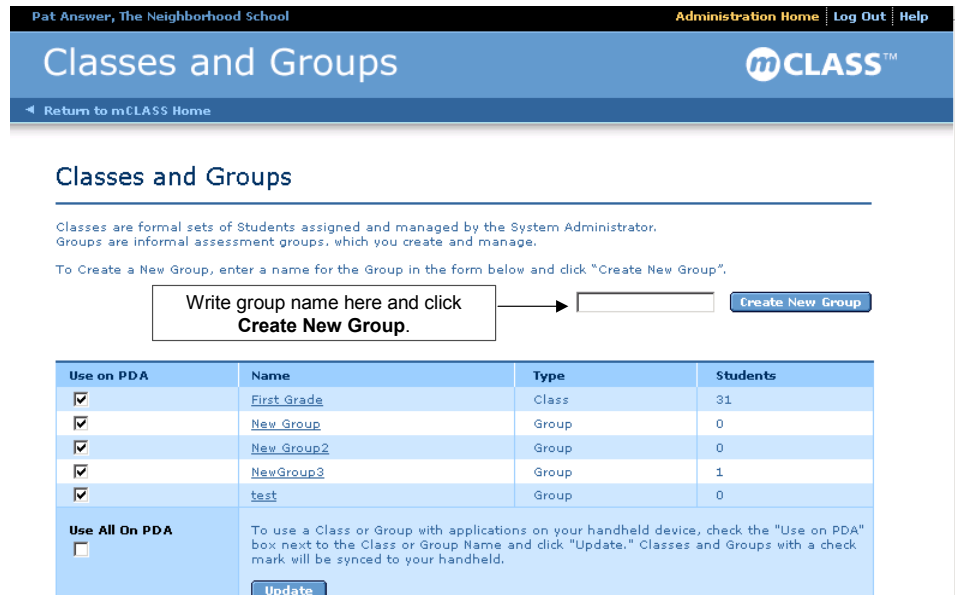 Pat Answer, The Neighborhood School Administration Home Log Out Help
Classes and Groups mCLASS™
Return to mCLASS Home
Classes and Groups
Classes are formal sets of Students assigned and managed by the System Administrator.
Groups are informal assessment groups. which you create and manage.
To Create a New Group, enter a name for the Group in the form below and click “Create New Group”.
Write group name here and click
Create New Group.
Create New Group
Use on PDA Name Type Students
First Grade Class 31
New Group Group 0
New Group2 Group 0
NewGroup3 Group 1
test Group 0
Use All On PDA To use a Class or Group with applications on your handheld device, check the "Use on PDA"
box next to the Class or Group Name and click "Update." Classes and Groups with a check
mark will be synced to your handheld.
Update